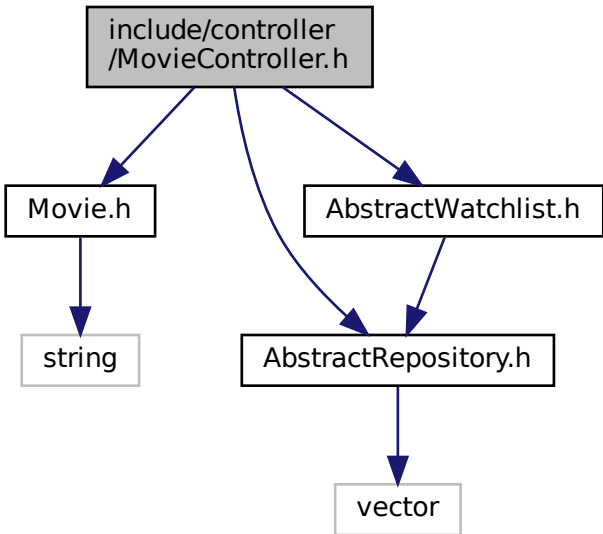 include/controller
/MovieController.h
Movie.h
AbstractWatchlist.h
string
AbstractRepository.h
vector